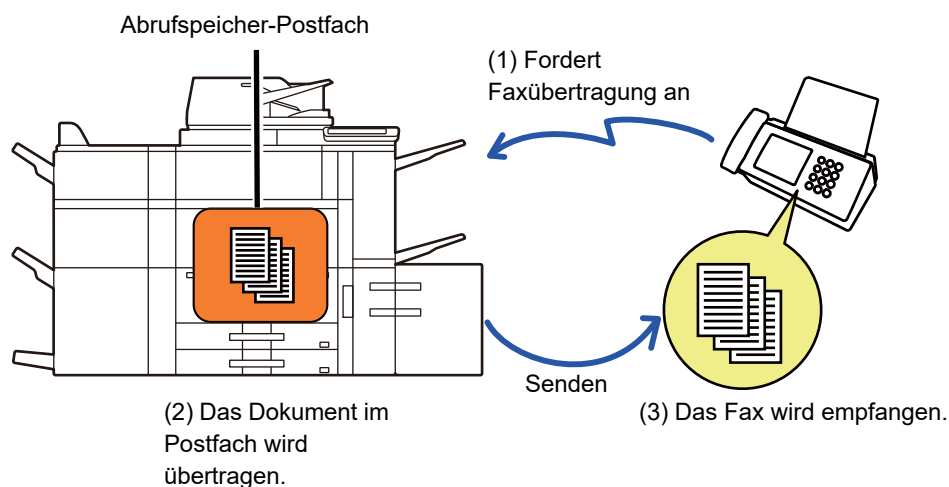 Abrufspeicher-Postfach
(1) Fordert
Faxübertragung an
Senden
(2) Das Dokument im
Postfach wird
übertragen.
(3) Das Fax wird empfangen.